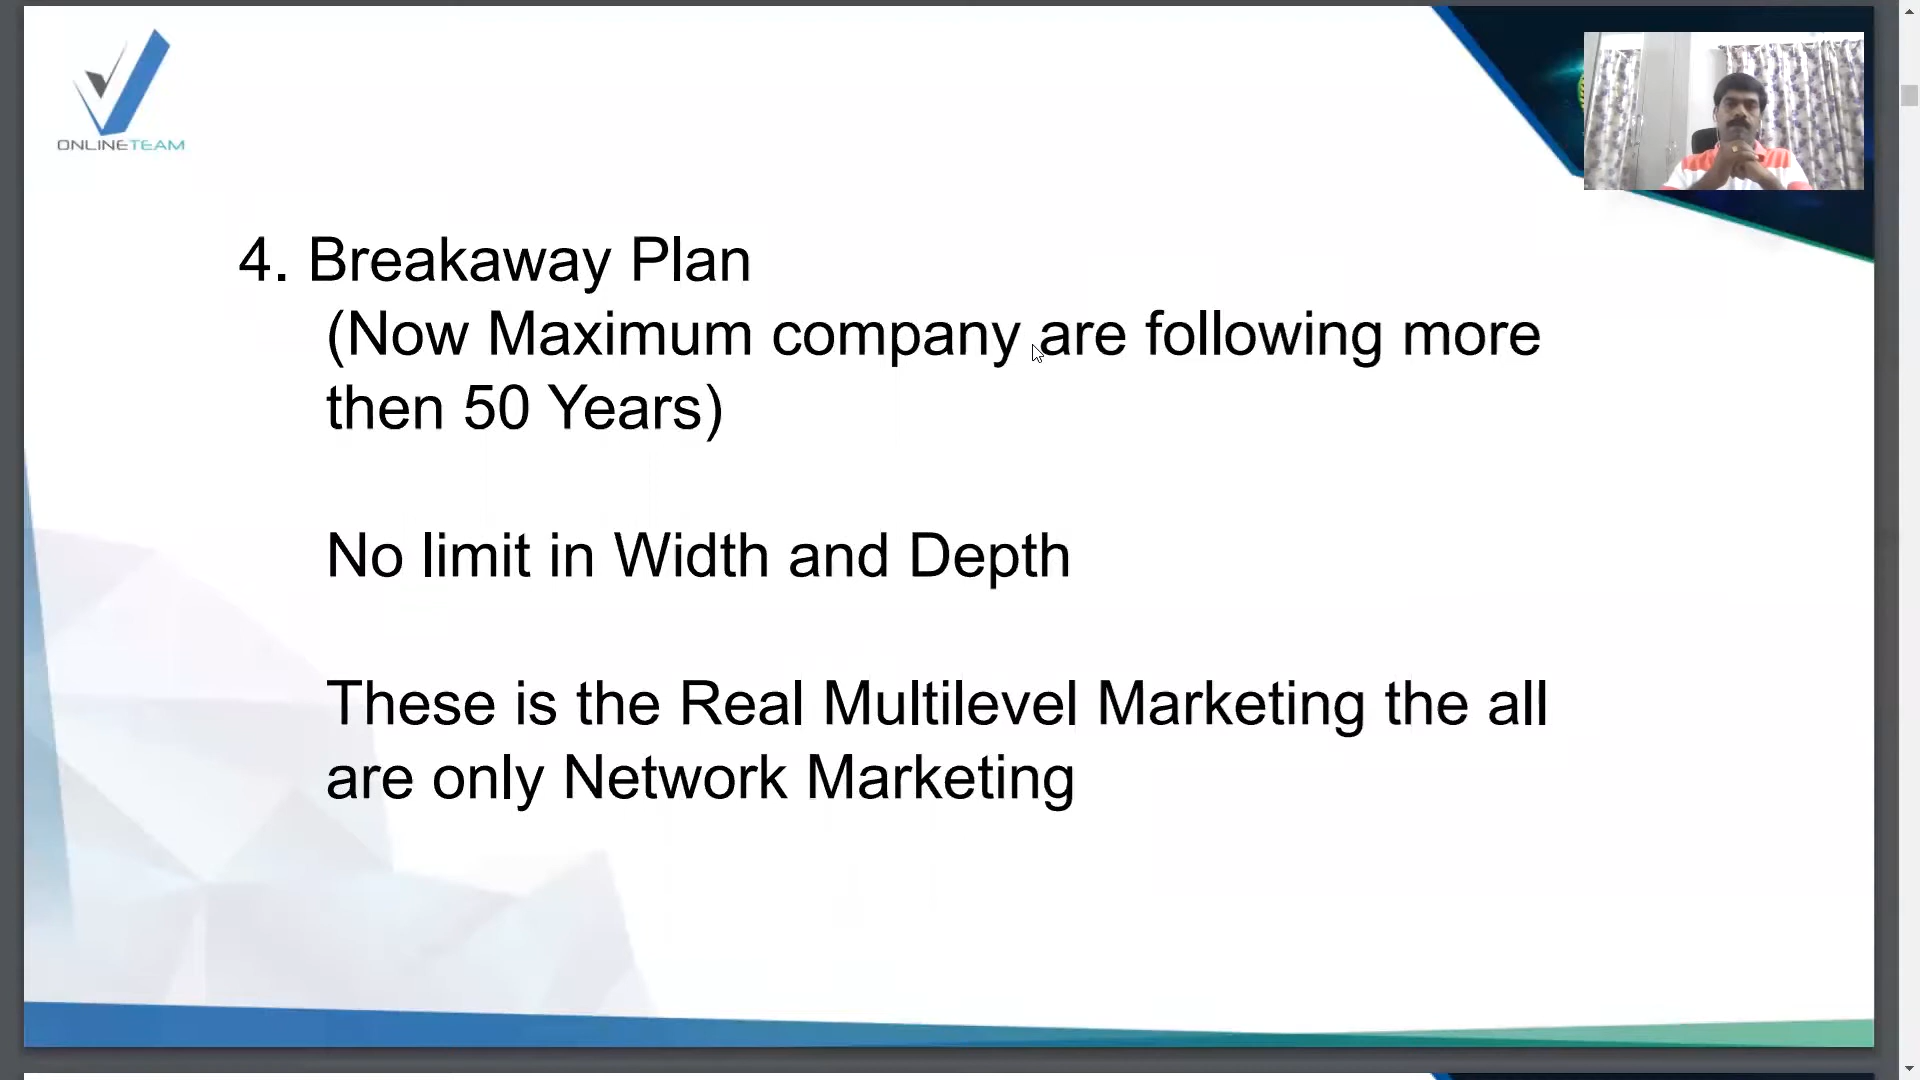 ONLINETEAM
4. Breakaway Plan
(Now Maximum company are following more
then 50 Years)
No limit in Width and Depth
These is the Real Multilevel Marketing the all
are only Network Marketing